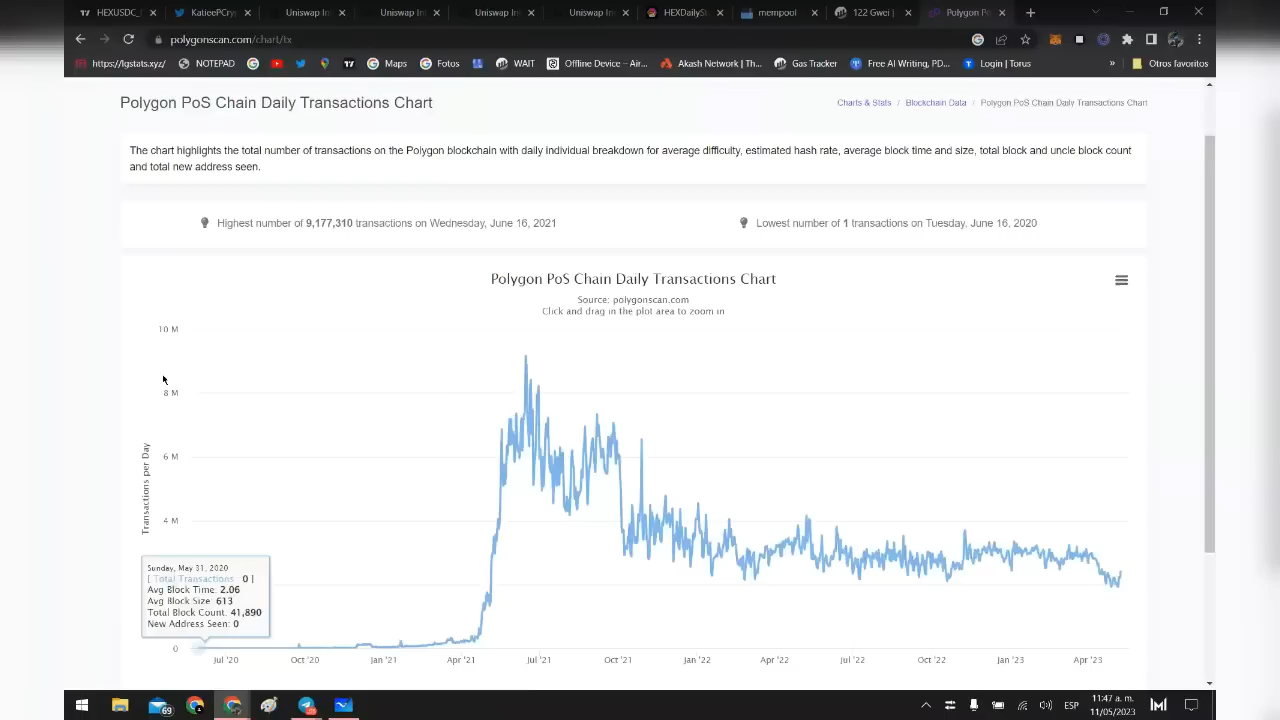 HEXUSDC_
KatieePCry
Uniswap In
Uniswap Int
Uniswap Int
Uniswap Int
HEXDailySt
mempool
122 Gwei |
Polygon Po
polygonscan.com/chart/tx
https://lgstats.xyz/
NOTEPAD
Maps
Fotos
WAIT
Offline Device – Air...
Akash Network | Th...
Gas Tracker
Free AI Writing, PD...
Login | Torus
»
Otros favoritos
Polygon PoS Chain Daily Transactions Chart
Charts & Stats / Blockchain Data / Polygon PoS Chain Daily Transactions Chart
The chart highlights the total number of transactions on the Polygon blockchain with daily individual breakdown for average difficulty, estimated hash rate, average block time and size, total block and uncle block count
and total new address seen.
Highest number of 9,177,310 transactions on Wednesday, June 16, 2021
Lowest number of 1 transactions on Tuesday, June 16, 2020
Polygon PoS Chain Daily Transactions Chart
Source: polygonscan.com
Click and drag in the plot area to zoom in
10 M
8 M
6 M
4 M
0
Transactions per Day
Sunday, May 31, 2020
[ Total Transactions 0 ]
Avg Block Time: 2.06
Avg Block Size: 613
Total Block Count: 41,890
New Address Seen: 0
Jul '20
Oct '20
Jan '21
Apr '21
Jul '21
Oct '21
Jan '22
Apr '22
Jul '22
Oct '22
Jan '23
Apr '23
69
ESP
11:47 a. m.
11/05/2023